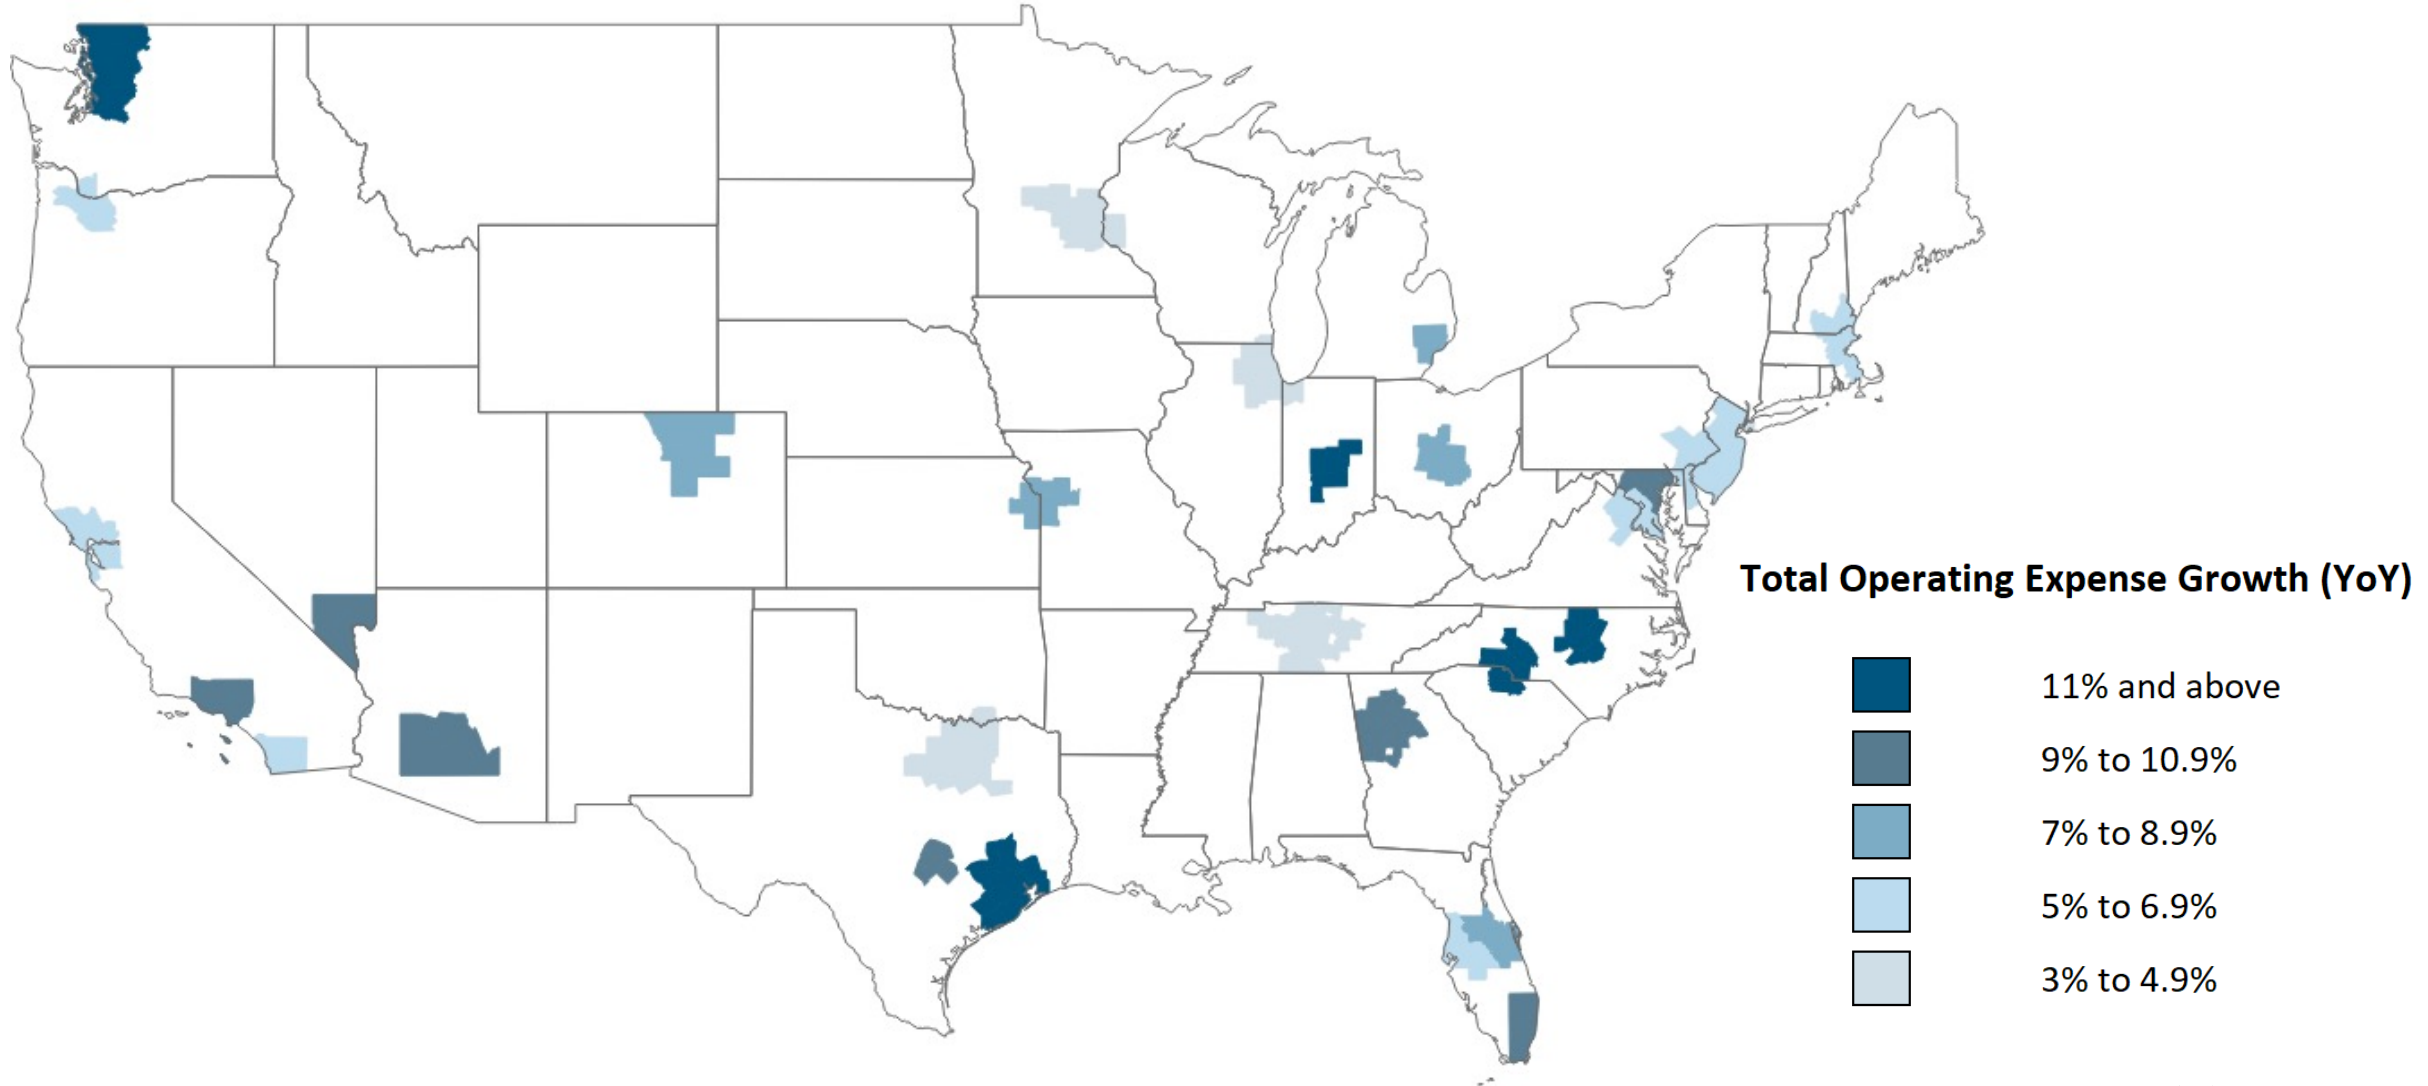 Total Operating Expense Growth (YoY)
11% and above
9% to 10.9%
7% to 8.9%
5% to 6.9%
3% to 4.9%